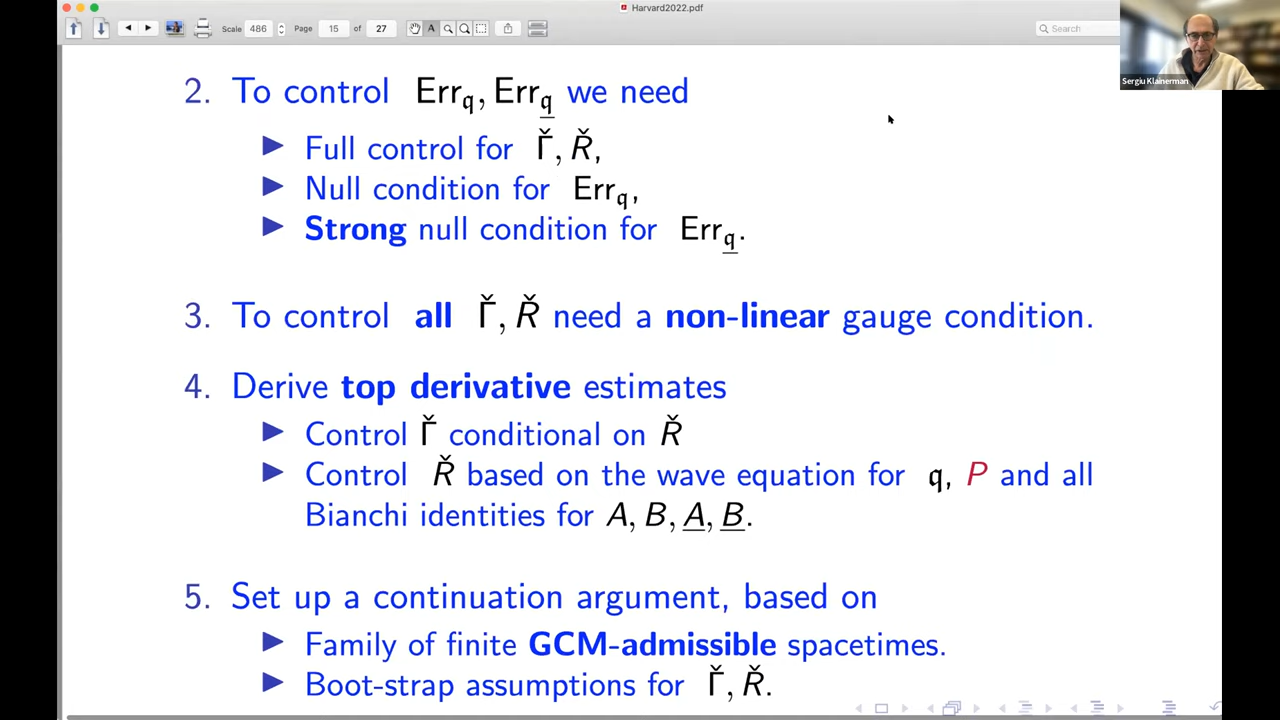 Harvard2022.pdf
Scale 486 Page 15 of 27 A Search
Sergiu Klainerman
2. To control Err_𝔮, Err_𝔮̲ we need
▶ Full control for Γ̌, Ř,
▶ Null condition for Err_𝔮,
▶ Strong null condition for Err_𝔮̲.
3. To control all Γ̌, Ř need a non-linear gauge condition.
4. Derive top derivative estimates
▶ Control Γ̌ conditional on Ř
▶ Control Ř based on the wave equation for 𝔮, P and all
Bianchi identities for A, B, A̲, B̲.
5. Set up a continuation argument, based on
▶ Family of finite GCM-admissible spacetimes.
▶ Boot-strap assumptions for Γ̌, Ř.